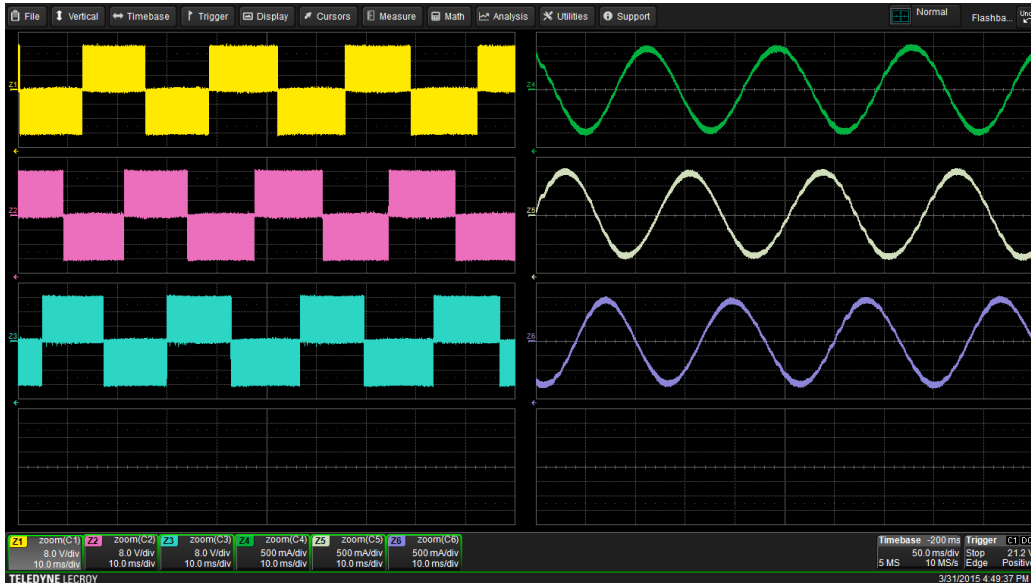 File Vertical Timebase Trigger Display Cursors Measure Math Analysis Utilities Support Normal Flashba... Und
Z1 Z4
Z2 Z5
Z3 Z6
Z1 zoom(C1) Z2 zoom(C2) Z3 zoom(C3) Z4 zoom(C4) Z5 zoom(C5) Z6 zoom(C6) Timebase -200 ms Trigger C1 DC
8.0 V/div 8.0 V/div 8.0 V/div 500 mA/div 500 mA/div 500 mA/div 50.0 ms/div Stop 21.2 V
10.0 ms/div 10.0 ms/div 10.0 ms/div 10.0 ms/div 10.0 ms/div 10.0 ms/div 5 MS 10 MS/s Edge Positive
TELEDYNE LECROY 3/31/2015 4:49:37 PM